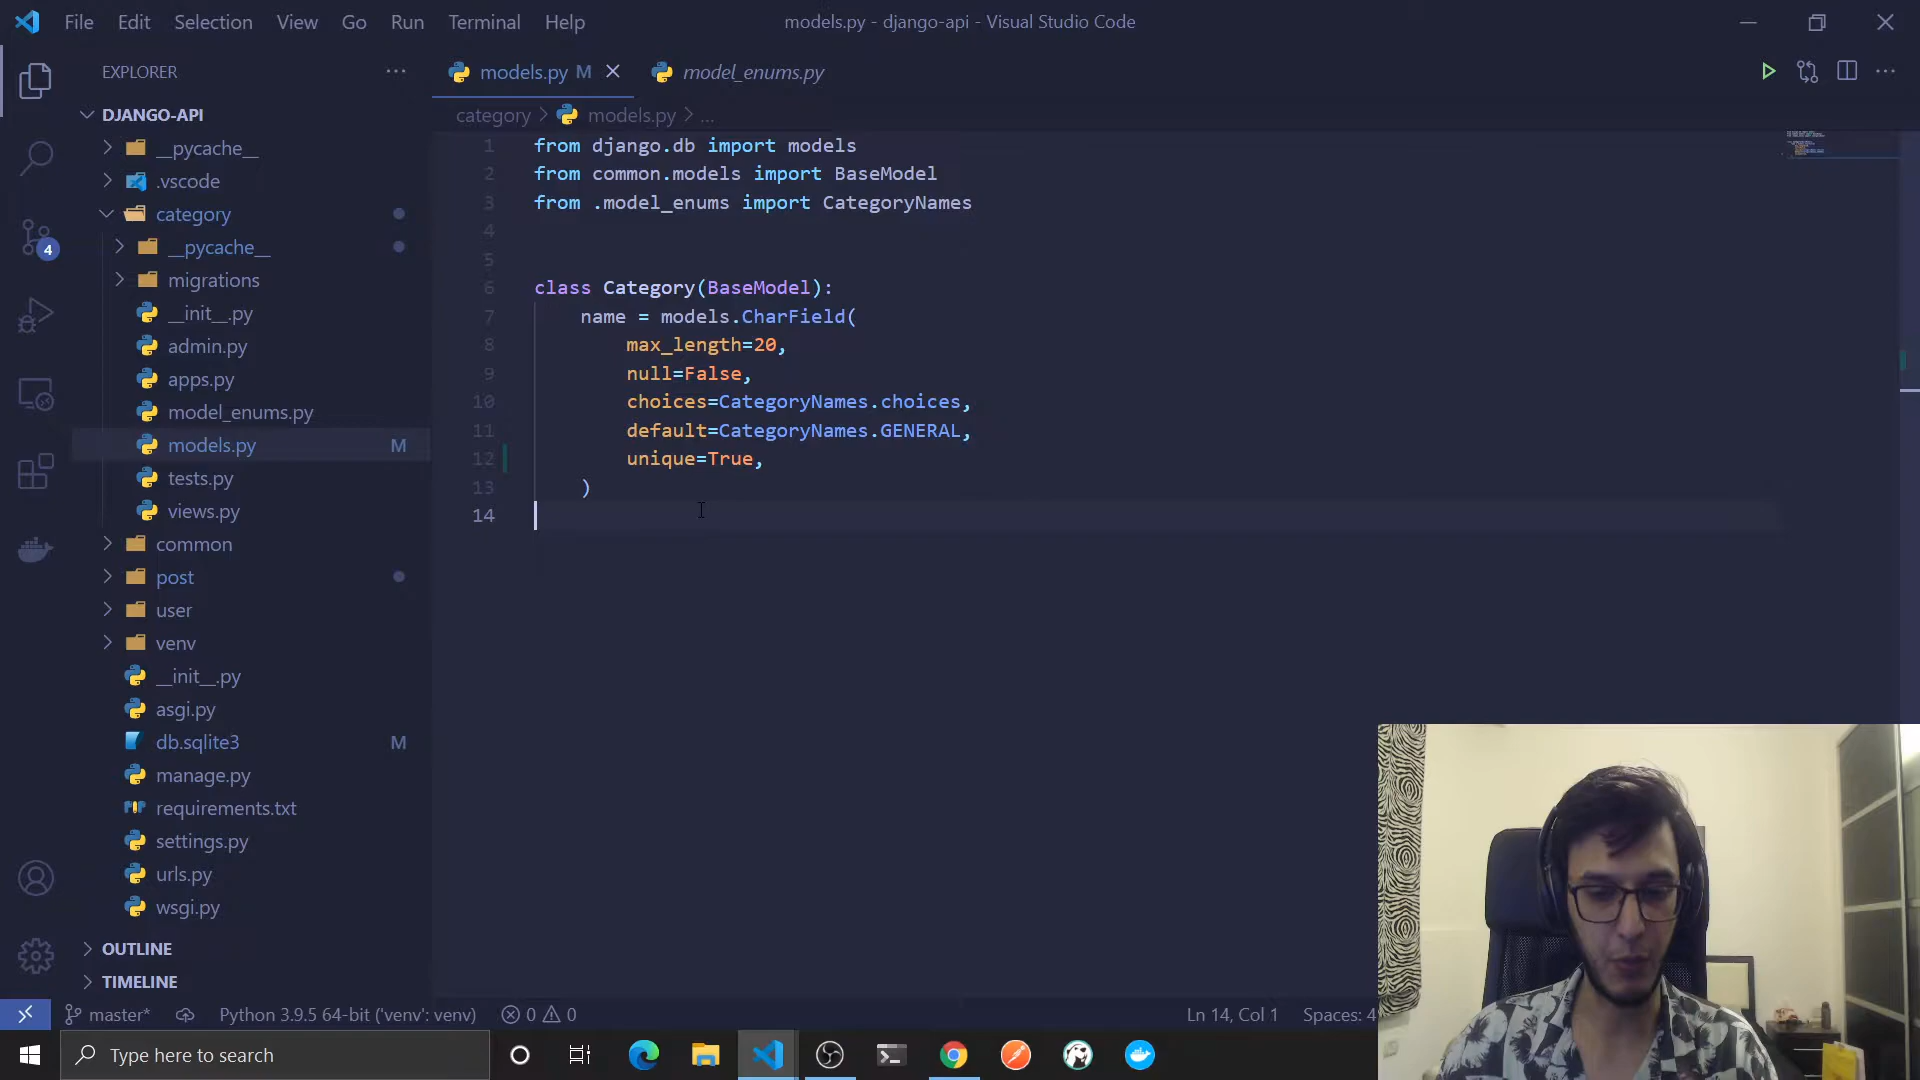 File Edit Selection View Go Run Terminal Help
models.py - django-api - Visual Studio Code
EXPLORER
DJANGO-API
__pycache__
.vscode
category
__pycache__
migrations
__init__.py
admin.py
apps.py
model_enums.py
models.py M
tests.py
views.py
common
post
user
venv
__init__.py
asgi.py
db.sqlite3 M
manage.py
requirements.txt
settings.py
urls.py
wsgi.py
OUTLINE
TIMELINE
4
models.py M
model_enums.py
category > models.py > ...
1 from django.db import models
2 from common.models import BaseModel
3 from .model_enums import CategoryNames
4
5
6 class Category(BaseModel):
7 name = models.CharField(
8 max_length=20,
9 null=False,
10 choices=CategoryNames.choices,
11 default=CategoryNames.GENERAL,
12 unique=True,
13 )
14
master* Python 3.9.5 64-bit ('venv': venv) 0 0 Ln 14, Col 1 Spaces: 4
Type here to search